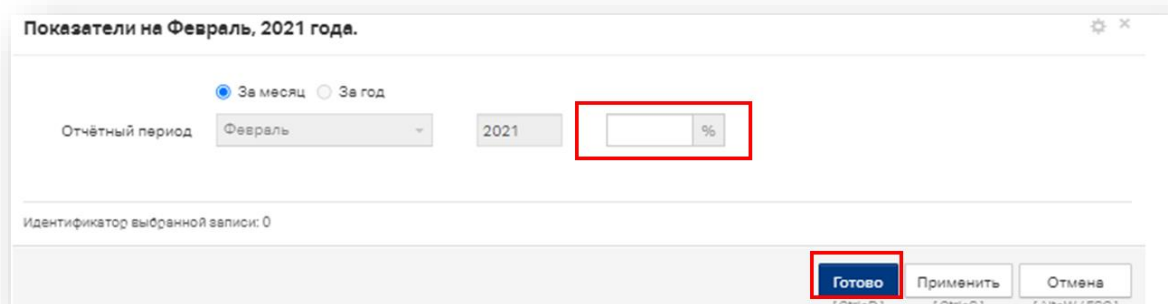 Показатели на Февраль, 2021 года.
За месяц За год
Отчётный период Февраль 2021 %
Идентификатор выбранной записи: 0
Готово Применить Отмена